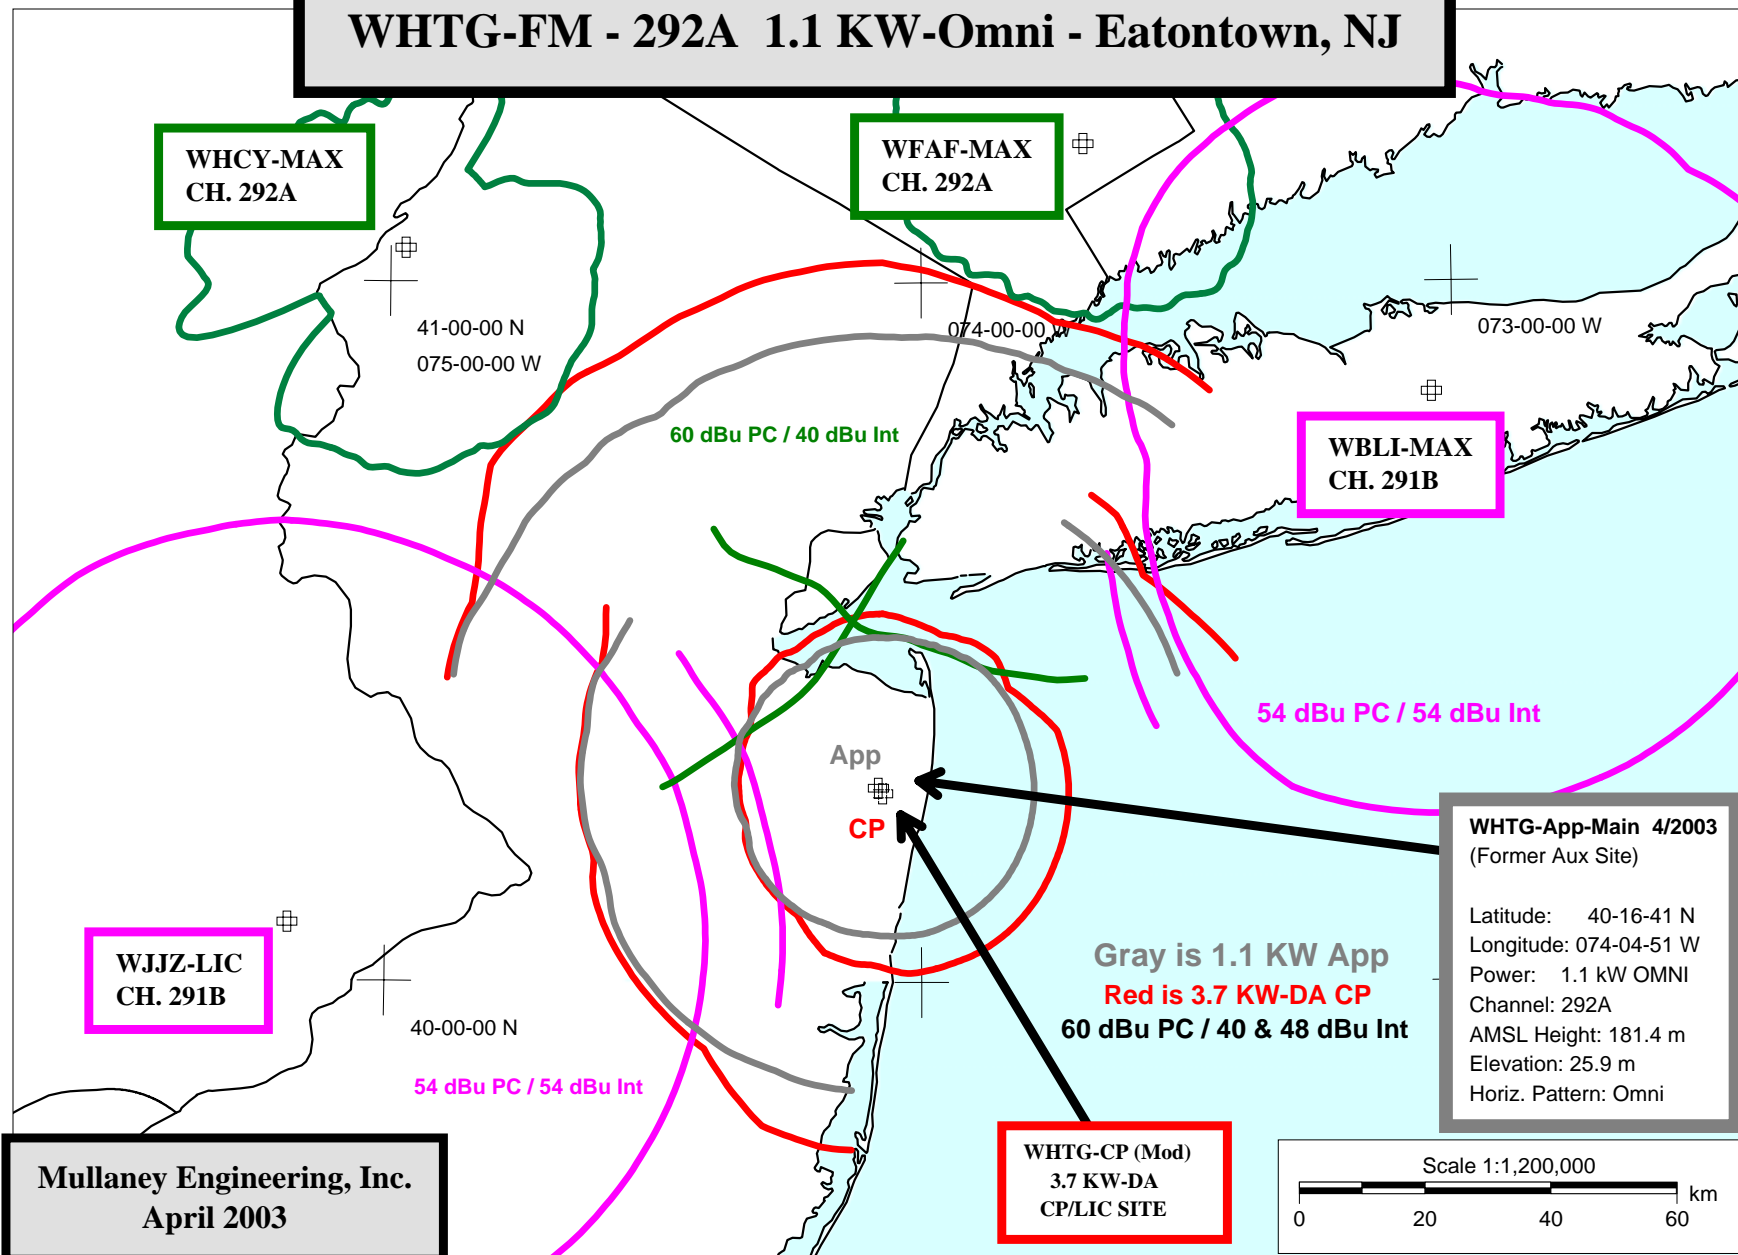 WHTG-FM - 292A 1.1 KW-Omni - Eatontown, NJ
WHCY-MAX
CH. 292A
WFAF-MAX
CH. 292A
41-00-00 N
075-00-00 W
074-00-00 W
073-00-00 W
60 dBu PC / 40 dBu Int
WBLI-MAX
CH. 291B
54 dBu PC / 54 dBu Int
App
CP
WHTG-App-Main 4/2003
(Former Aux Site)
Latitude: 40-16-41 N
Longitude: 074-04-51 W
Power: 1.1 kW OMNI
Channel: 292A
AMSL Height: 181.4 m
Elevation: 25.9 m
Horiz. Pattern: Omni
WJJZ-LIC
CH. 291B
Gray is 1.1 KW App
Red is 3.7 KW-DA CP
60 dBu PC / 40 & 48 dBu Int
40-00-00 N
54 dBu PC / 54 dBu Int
WHTG-CP (Mod)
3.7 KW-DA
CP/LIC SITE
Mullaney Engineering, Inc.
April 2003
Scale 1:1,200,000
km
0 20 40 60